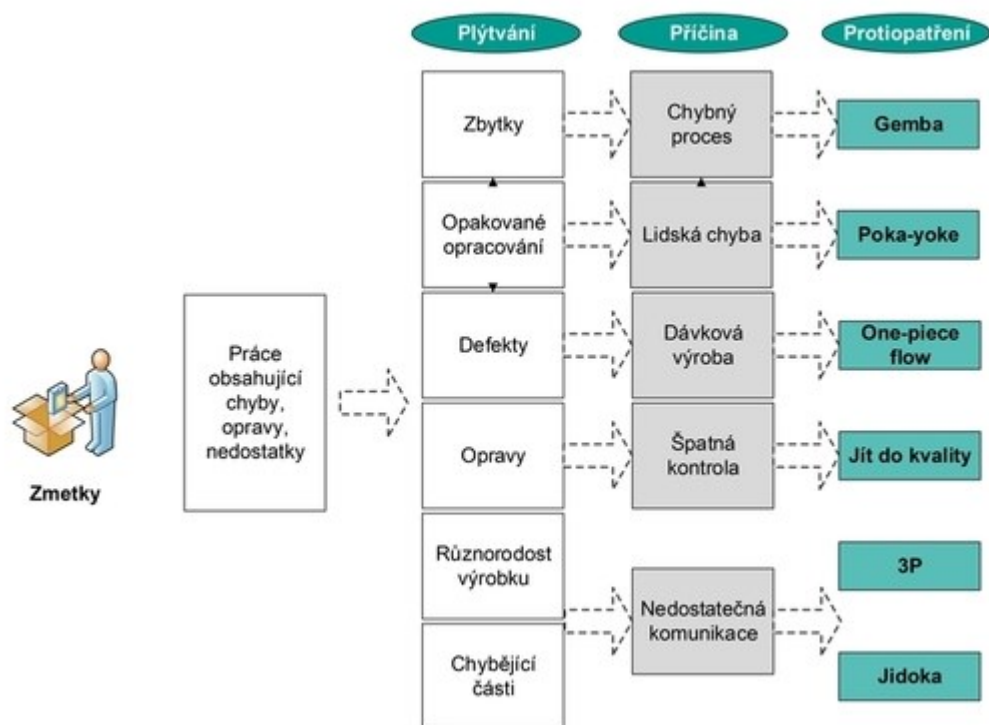 Plýtvání
Příčina
Protiopatření
Zbytky
Chybný
proces
Gemba
Opakované
opracování
Lidská chyba
Poka-yoke
Práce
obsahující
chyby,
opravy,
nedostatky
Defekty
Dávková
výroba
One-piece
flow
Zmetky
Opravy
Špatná
kontrola
Jít do kvality
Různorodost
výrobku
Nedostatečná
komunikace
3P
Chybějící
části
Jidoka